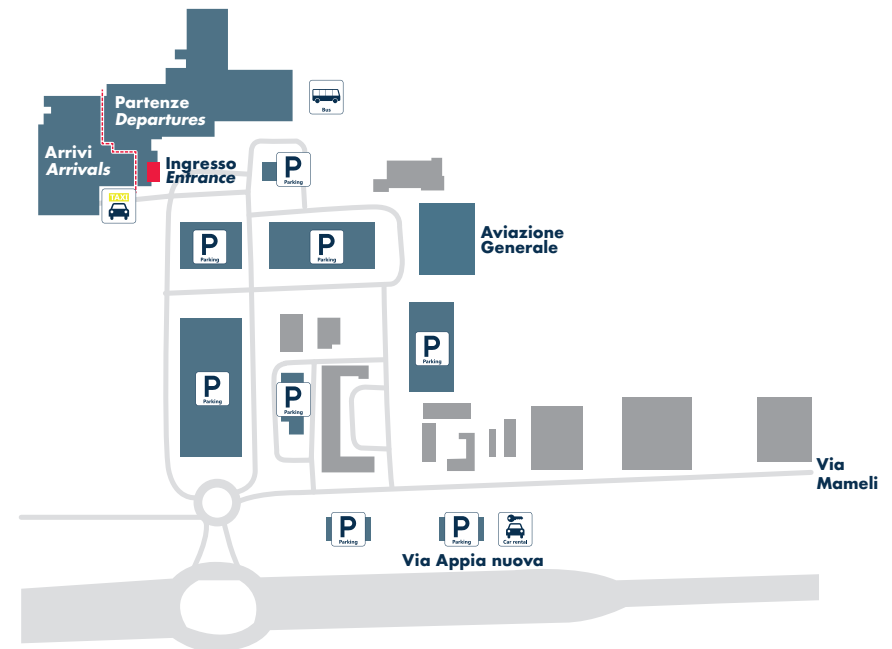 Partenze
Departures
Bus
Arrivi
Arrivals
Ingresso
Entrance
P
Parking
TAXI
P
Parking
P
Parking
Aviazione
Generale
P
Parking
P
Parking
P
Parking
Via
Mameli
P
Parking
P
Parking
Car rental
Via Appia nuova